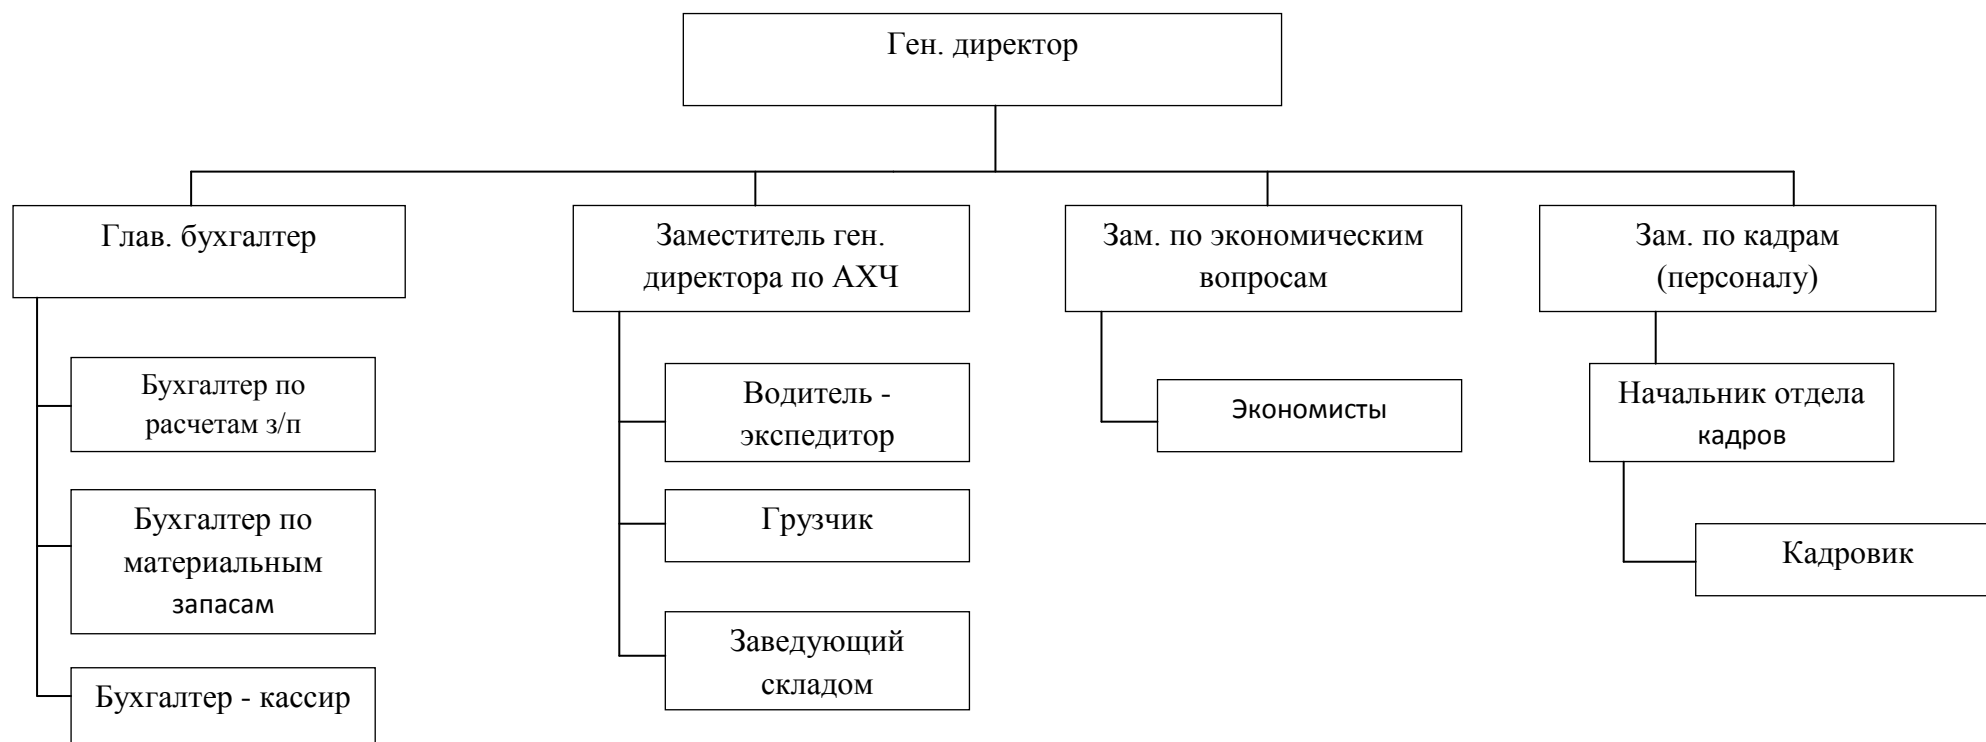 Ген. директор
Глав. бухгалтер
Заместитель ген.
директора по АХЧ
Зам. по экономическим
вопросам
Зам. по кадрам
(персоналу)
Бухгалтер по
расчетам з/п
Бухгалтер по
материальным
запасам
Бухгалтер - кассир
Водитель -
экспедитор
Грузчик
Заведующий
складом
Экономисты
Начальник отдела
кадров
Кадровик